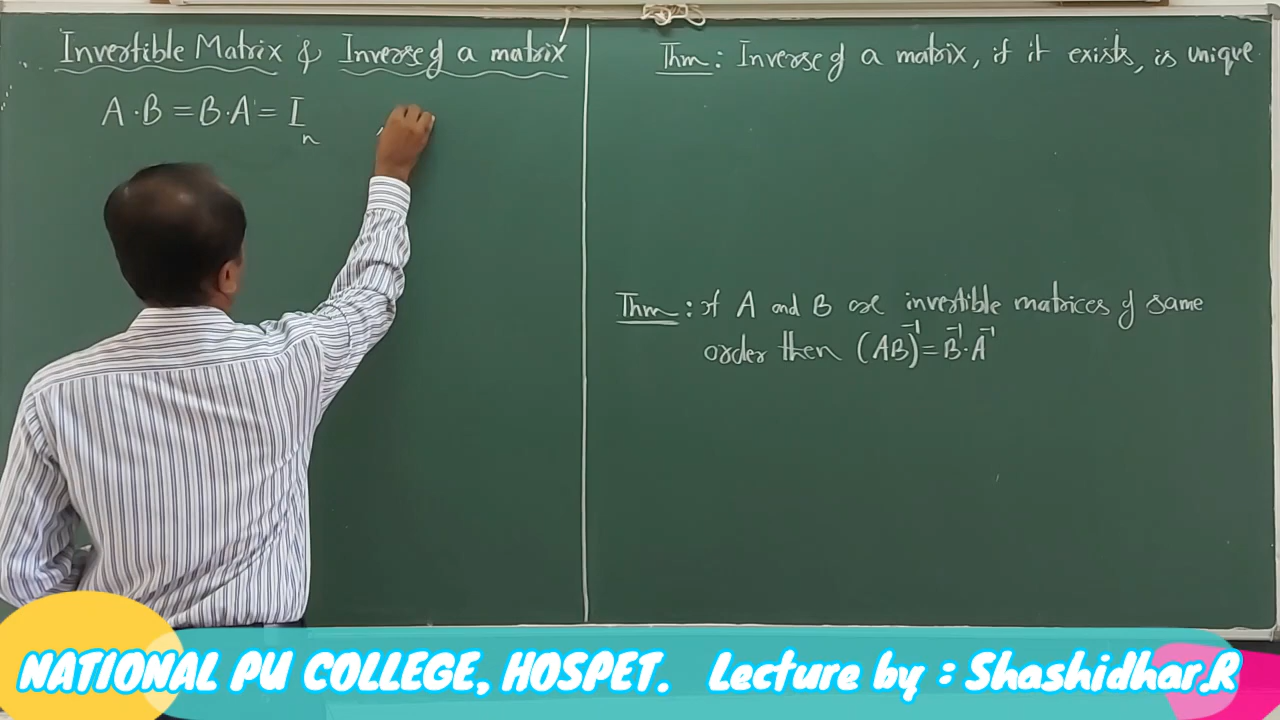 Invertible Matrix & Inverse of a matrix
A·B = B·A = I_n
Thm: Inverse of a matrix, if it exists, is unique
Thm: if A and B are invertible matrices of same
order then (AB)⁻¹ = B⁻¹·A⁻¹
NATIONAL PU COLLEGE, HOSPET. Lecture by : Shashidhar.R